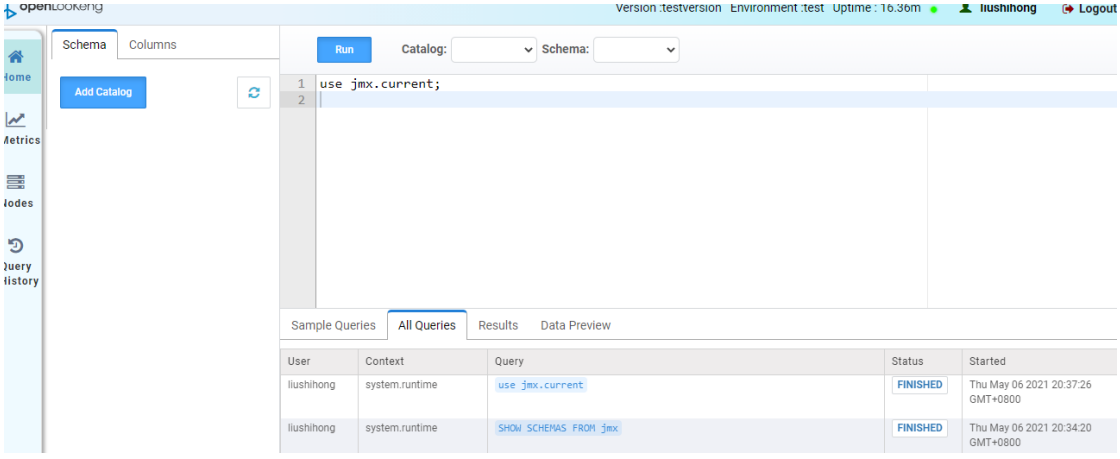 openLooKeng
Version :testversion Environment :test Uptime : 16.36m liushihong Logout
Home
Metrics
Nodes
Query
History
Schema Columns
Add Catalog
Run Catalog: Schema:
1 use jmx.current;
2
Sample Queries All Queries Results Data Preview
User Context Query Status Started
liushihong system.runtime use jmx.current FINISHED Thu May 06 2021 20:37:26
GMT+0800
liushihong system.runtime SHOW SCHEMAS FROM jmx FINISHED Thu May 06 2021 20:34:20
GMT+0800